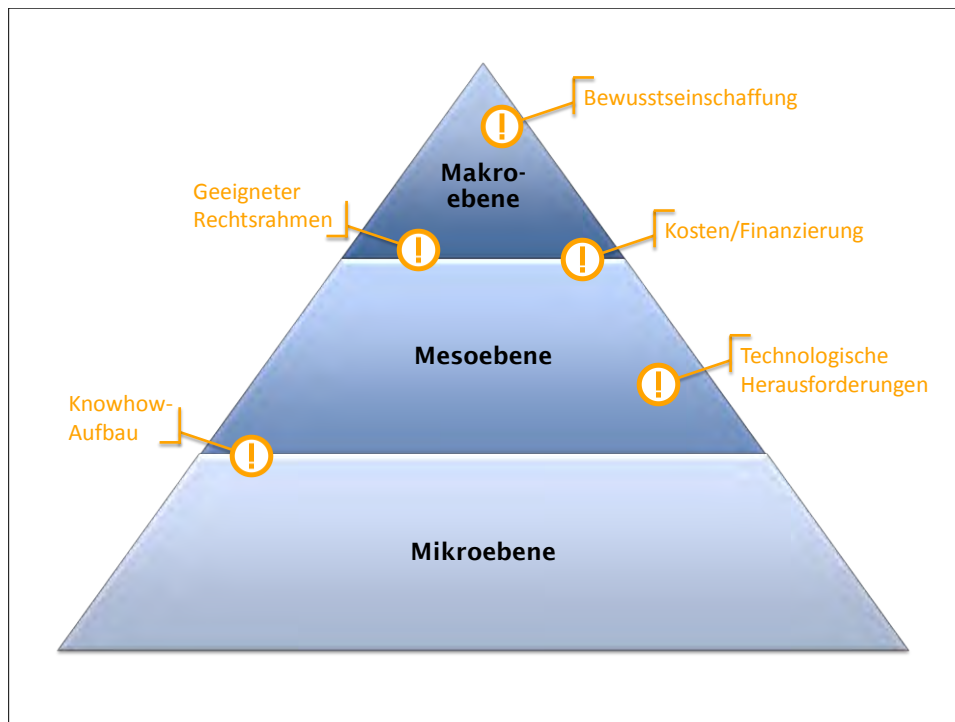 Bewusstseinschaffung
Makro-
ebene
Geeigneter
Rechtsrahmen
Kosten/Finanzierung
Mesoebene
Technologische
Herausforderungen
Knowhow-
Aufbau
Mikroebene